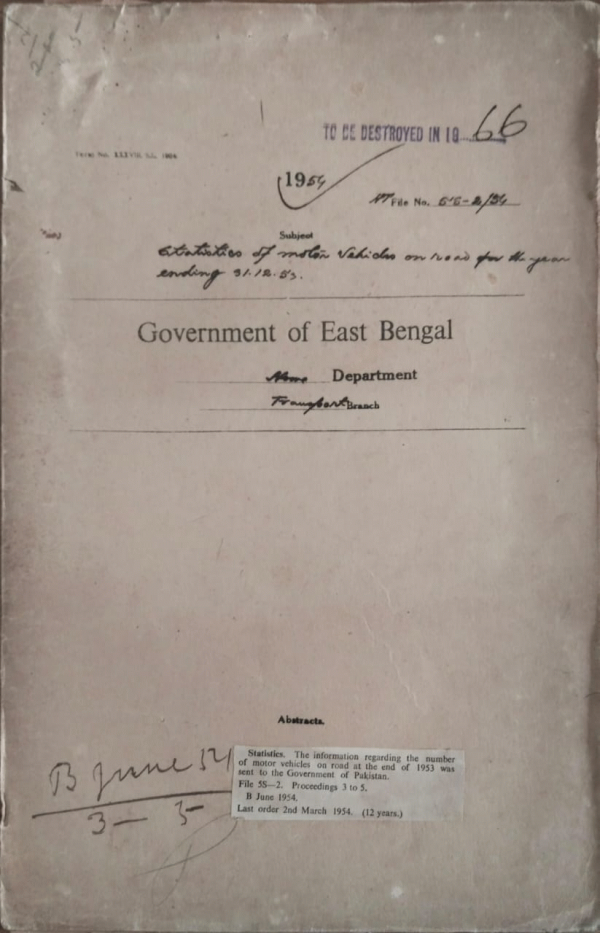 TO BE DESTROYED IN 19 66
1954
File No. 5S-2/54
Subject
Statistics of motor vehicles on road for the year
ending 31.12.53.
Government of East Bengal
Home Department
Transport Branch
Abstracts.
B June 54
3 - 5
Statistics. The information regarding the number
of motor vehicles on road at the end of 1953 was
sent to the Government of Pakistan.
File 5S—2. Proceedings 3 to 5.
B June 1954.
Last order 2nd March 1954. (12 years.)